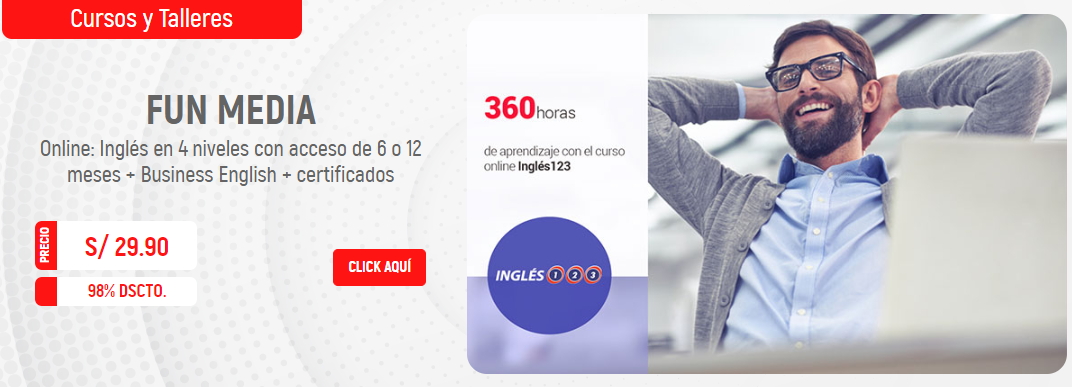 Cursos y Talleres
FUN MEDIA
Online: Inglés en 4 niveles con acceso de 6 o 12
meses + Business English + certificados
PRECIO
S/ 29.90
98% DSCTO.
CLICK AQUÍ
360horas
de aprendizaje con el curso
online Inglés123
INGLÉS 1 2 3